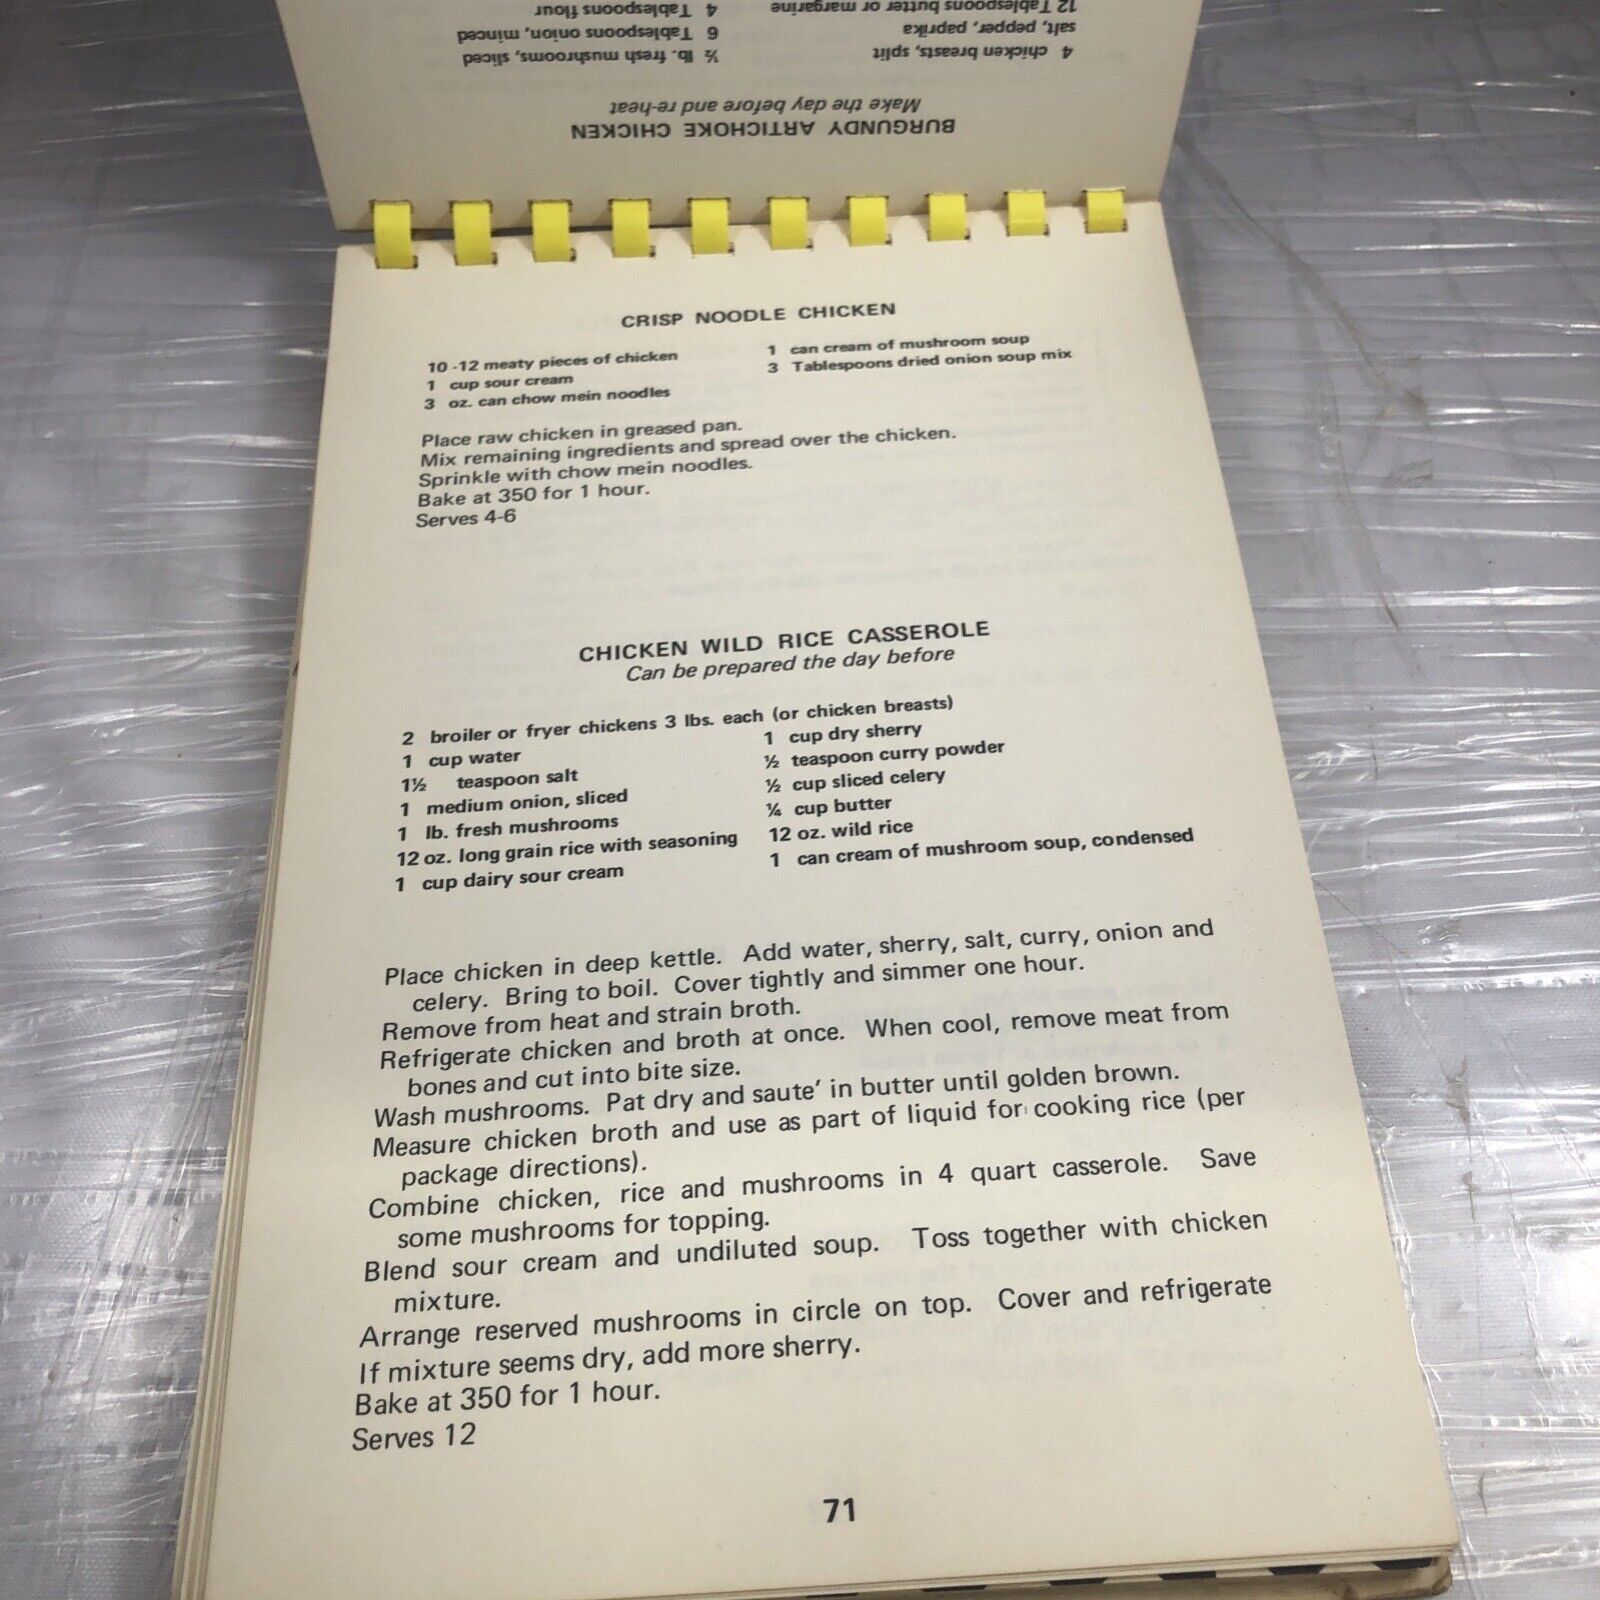 4 Tablespoons flour
12 Tablespoons butter or margarine
6 Tablespoons onion, minced
salt, pepper, paprika
½ lb. fresh mushrooms, sliced
4 chicken breasts, split
Make the day before and re-heat
BURGUNDY ARTICHOKE CHICKEN
CRISP NOODLE CHICKEN
10 -12 meaty pieces of chicken
1 cup sour cream
3 oz. can chow mein noodles
1 can cream of mushroom soup
3 Tablespoons dried onion soup mix
Place raw chicken in greased pan.
Mix remaining ingredients and spread over the chicken.
Sprinkle with chow mein noodles.
Bake at 350 for 1 hour.
Serves 4-6
CHICKEN WILD RICE CASSEROLE
Can be prepared the day before
2 broiler or fryer chickens 3 lbs. each (or chicken breasts)
1 cup water
1½ teaspoon salt
1 medium onion, sliced
1 lb. fresh mushrooms
12 oz. long grain rice with seasoning
1 cup dairy sour cream
1 cup dry sherry
½ teaspoon curry powder
½ cup sliced celery
¼ cup butter
12 oz. wild rice
1 can cream of mushroom soup, condensed
Place chicken in deep kettle. Add water, sherry, salt, curry, onion and
celery. Bring to boil. Cover tightly and simmer one hour.
Remove from heat and strain broth.
Refrigerate chicken and broth at once. When cool, remove meat from
bones and cut into bite size.
Wash mushrooms. Pat dry and saute' in butter until golden brown.
Measure chicken broth and use as part of liquid for cooking rice (per
package directions).
Combine chicken, rice and mushrooms in 4 quart casserole. Save
some mushrooms for topping.
Blend sour cream and undiluted soup. Toss together with chicken
mixture.
Arrange reserved mushrooms in circle on top. Cover and refrigerate
If mixture seems dry, add more sherry.
Bake at 350 for 1 hour.
Serves 12
71